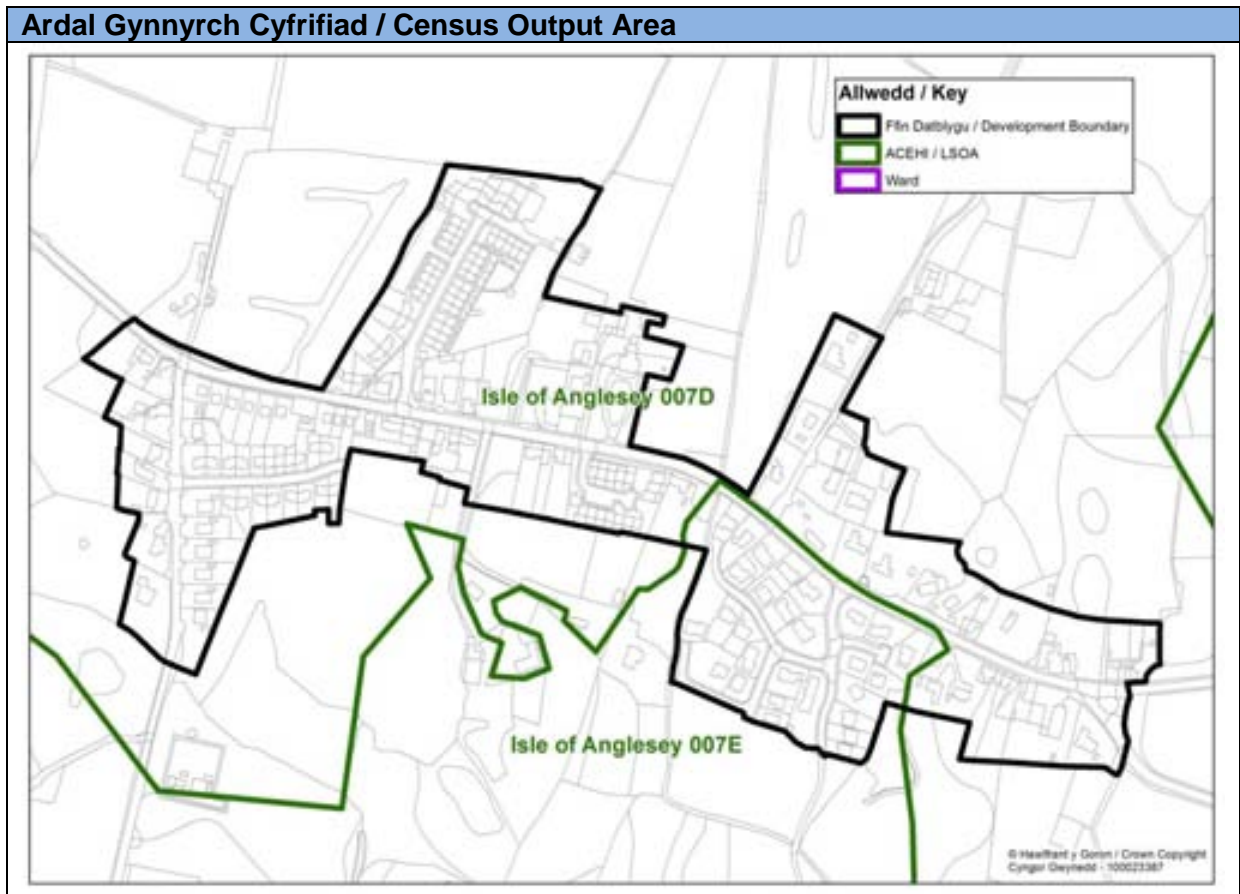 Ardal Gynnyrch Cyfrifiad / Census Output Area
Allwedd / Key
Ffin Datblygu / Development Boundary
ACEHI / LSOA
Ward
Isle of Anglesey 007D
Isle of Anglesey 007E
© Hawlfraint y Goron / Crown Copyright
Cyngor Gwynedd - 100023387